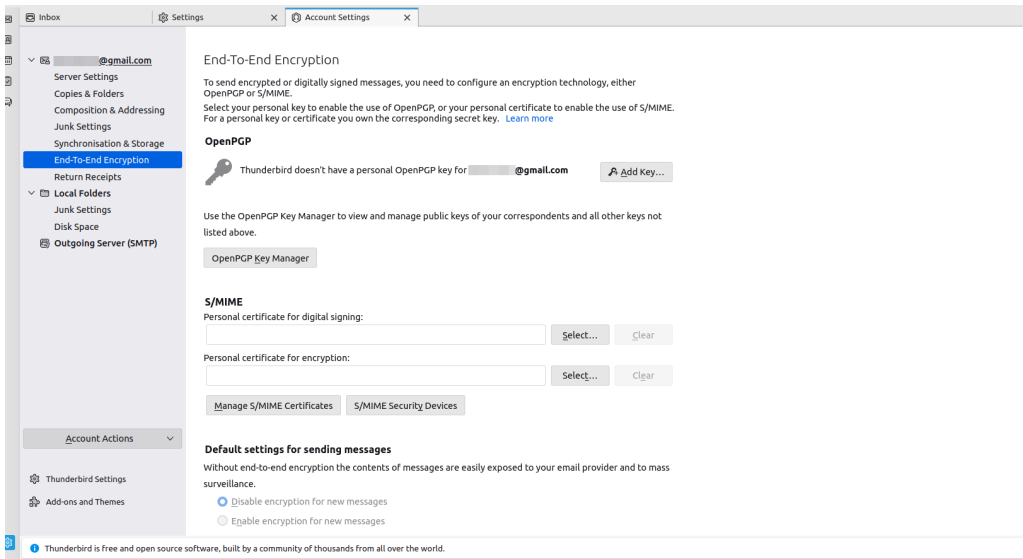 Inbox
Settings
Account Settings
@gmail.com
Server Settings
Copies & Folders
Composition & Addressing
Junk Settings
Synchronisation & Storage
End-To-End Encryption
Return Receipts
Local Folders
Junk Settings
Disk Space
Outgoing Server (SMTP)
Account Actions
Thunderbird Settings
Add-ons and Themes
End-To-End Encryption
To send encrypted or digitally signed messages, you need to configure an encryption technology, either
OpenPGP or S/MIME.
Select your personal key to enable the use of OpenPGP, or your personal certificate to enable the use of S/MIME.
For a personal key or certificate you own the corresponding secret key. Learn more
OpenPGP
Thunderbird doesn't have a personal OpenPGP key for @gmail.com
Add Key...
Use the OpenPGP Key Manager to view and manage public keys of your correspondents and all other keys not
listed above.
OpenPGP Key Manager
S/MIME
Personal certificate for digital signing:
Select... Clear
Personal certificate for encryption:
Select... Clear
Manage S/MIME Certificates S/MIME Security Devices
Default settings for sending messages
Without end-to-end encryption the contents of messages are easily exposed to your email provider and to mass
surveillance.
Disable encryption for new messages
Enable encryption for new messages
Thunderbird is free and open source software, built by a community of thousands from all over the world.